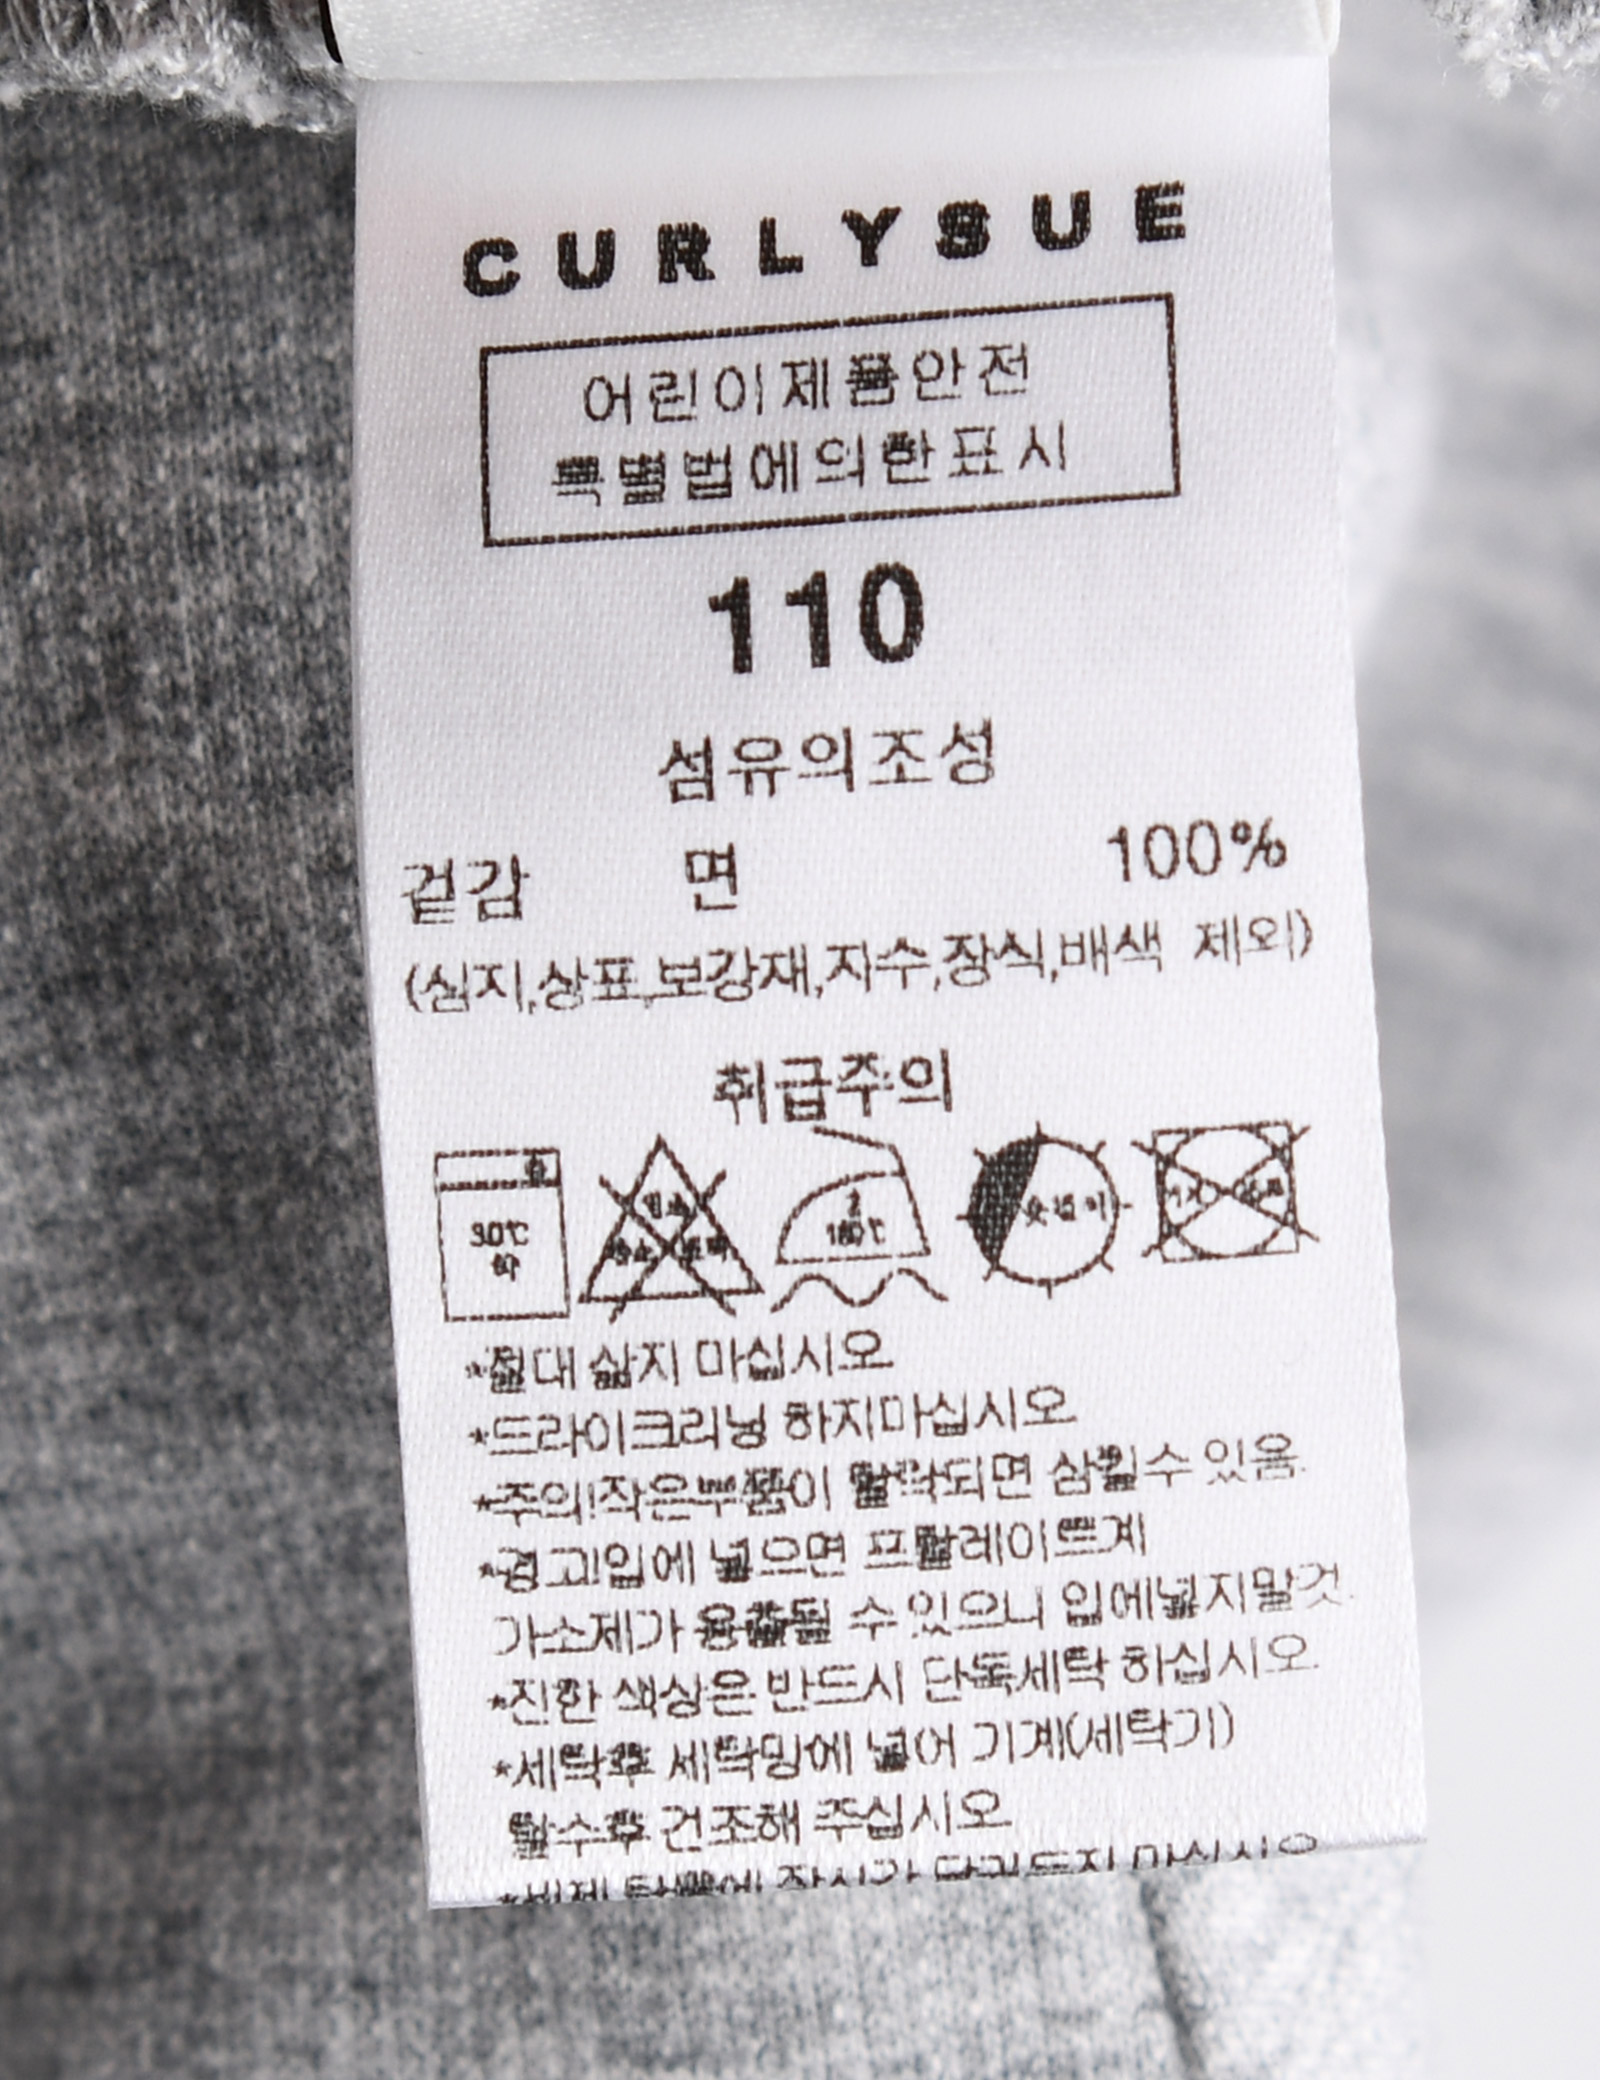 CURLYSUE
어린이제품안전
특별법에의한표시
110
섬유의조성
겉감 면 100%
(심지,상표,보강재,자수,장식,배색 제외)
취급주의
30℃
2
옷걸이
*절대 삶지 마십시오
*드라이크리닝 하지마십시오
*주의!작은부품이 탈락되면 삼킬수 있음.
*경고!입에 넣으면 프탈레이트계
가소제가 용출될 수 있으니 입에넣지말것.
*진한 색상은 반드시 단독세탁 하십시오
*세탁후 세탁망에 넣어 기계(세탁기)
탈수후 건조해 주십시오